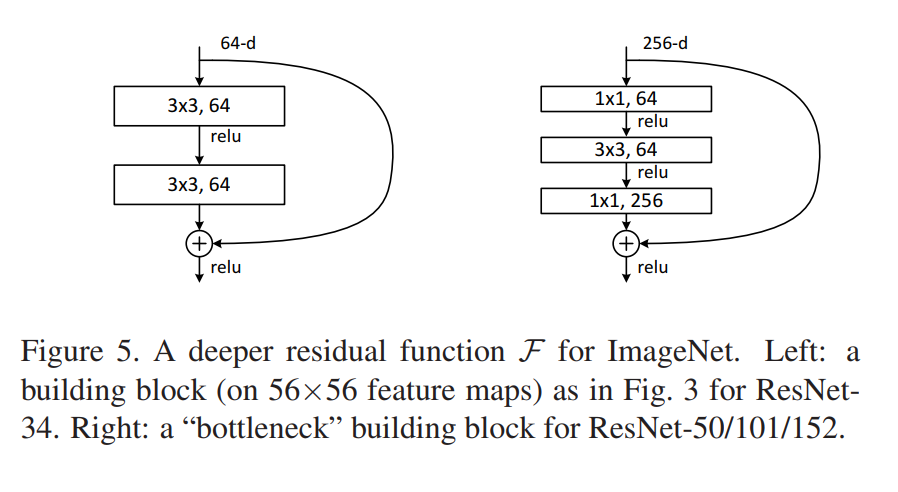 64-d
3x3, 64
relu
3x3, 64
relu
256-d
1x1, 64
relu
3x3, 64
relu
1x1, 256
relu
Figure 5. A deeper residual function F for ImageNet. Left: a
building block (on 56×56 feature maps) as in Fig. 3 for ResNet-
34. Right: a “bottleneck” building block for ResNet-50/101/152.